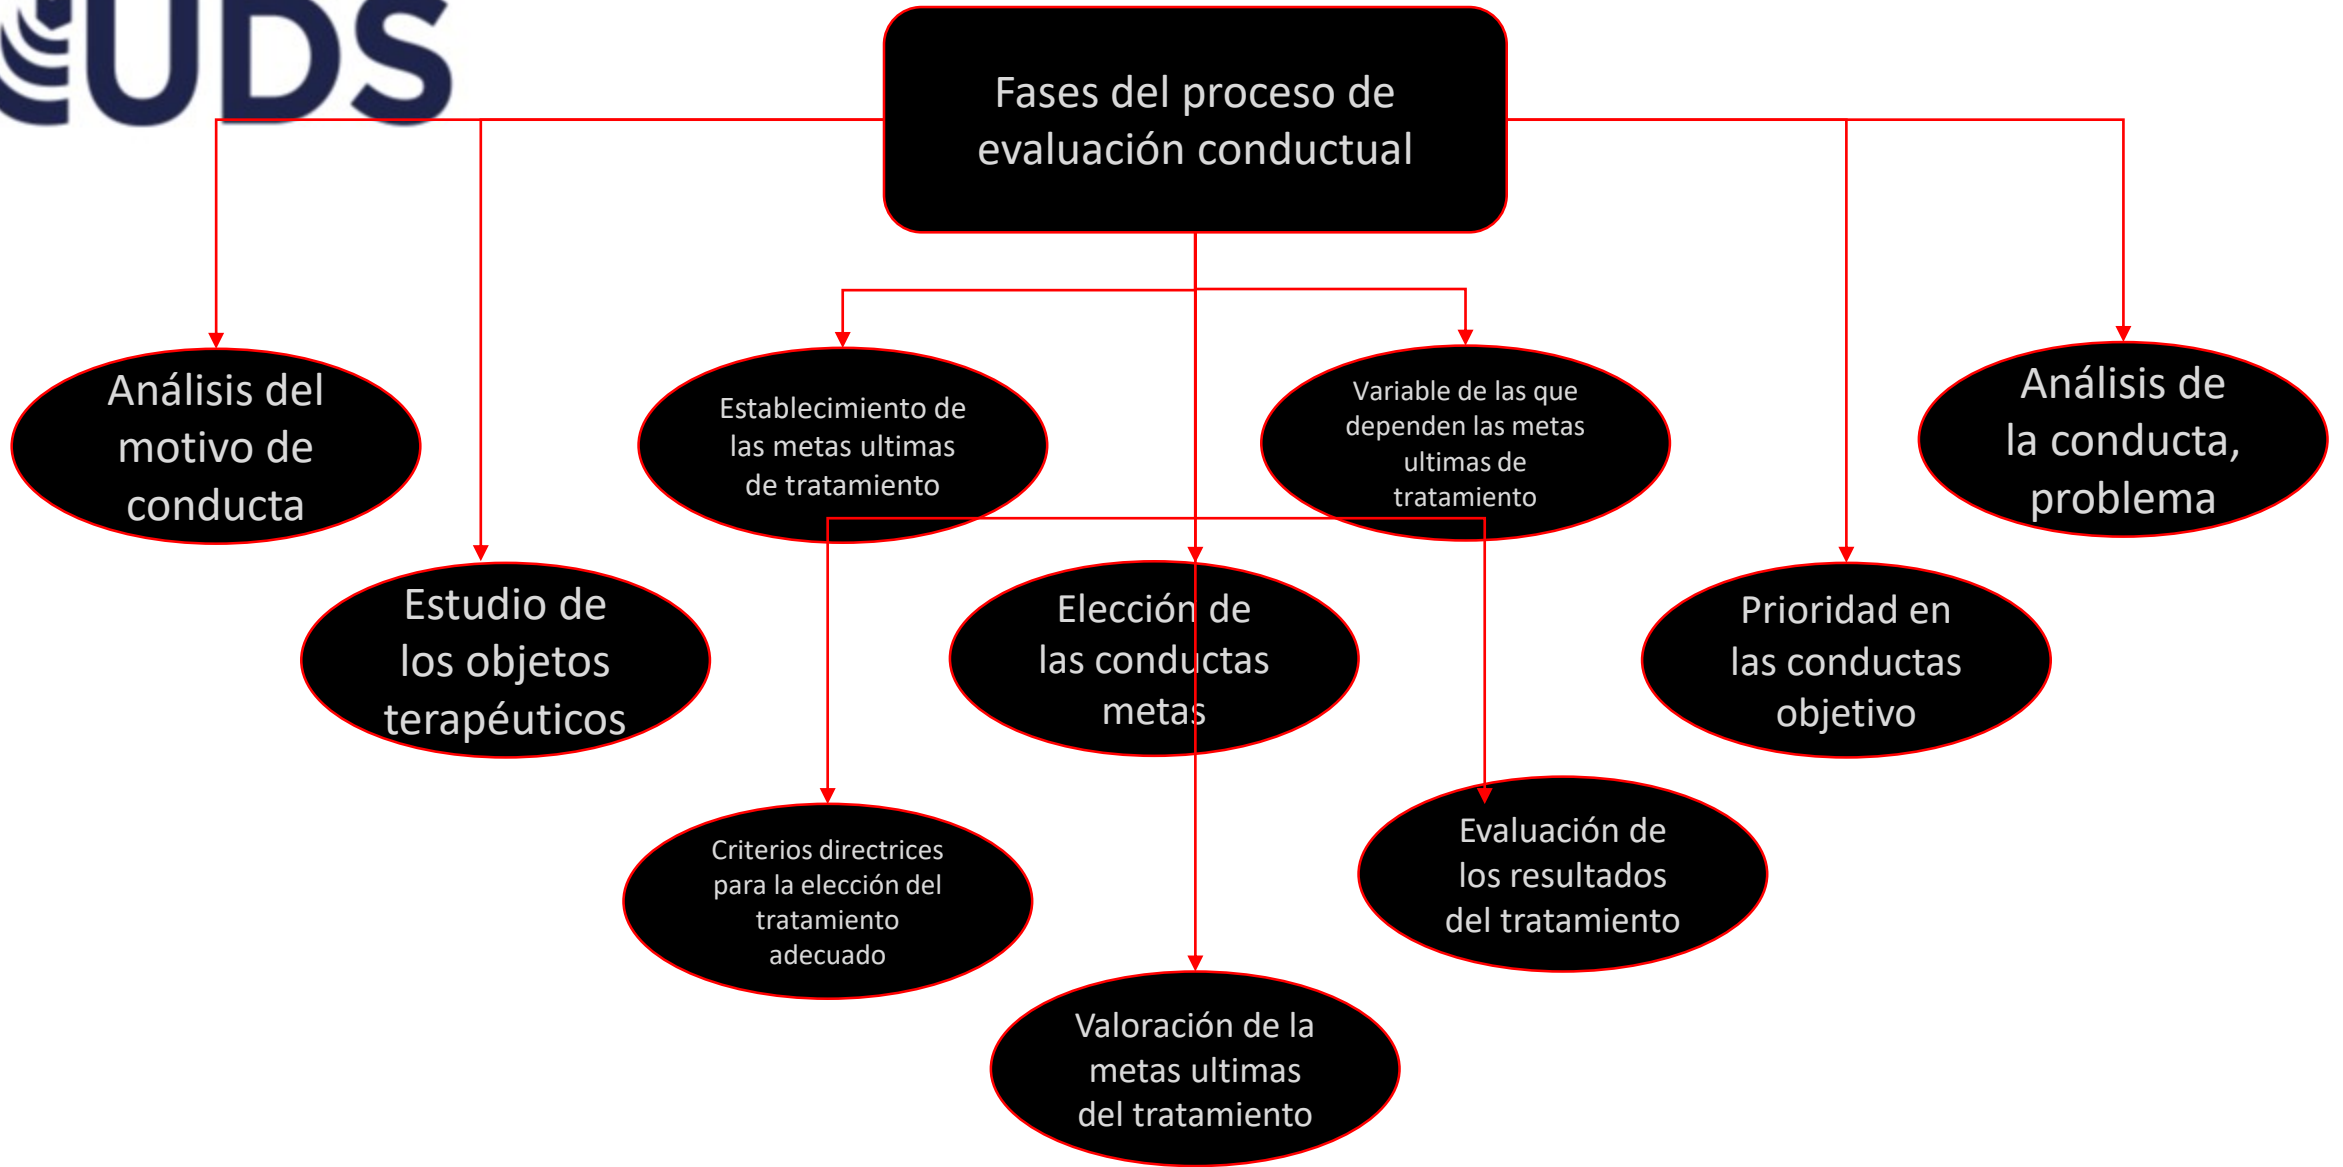 UDS
Fases del proceso de
evaluación conductual
Análisis del
motivo de
conducta
Establecimiento de
las metas ultimas
de tratamiento
Variable de las que
dependen las metas
ultimas de
tratamiento
Análisis de
la conducta,
problema
Estudio de
los objetos
terapéuticos
Elección de
las conductas
metas
Prioridad en
las conductas
objetivo
Criterios directrices
para la elección del
tratamiento
adecuado
Evaluación de
los resultados
del tratamiento
Valoración de la
metas ultimas
del tratamiento